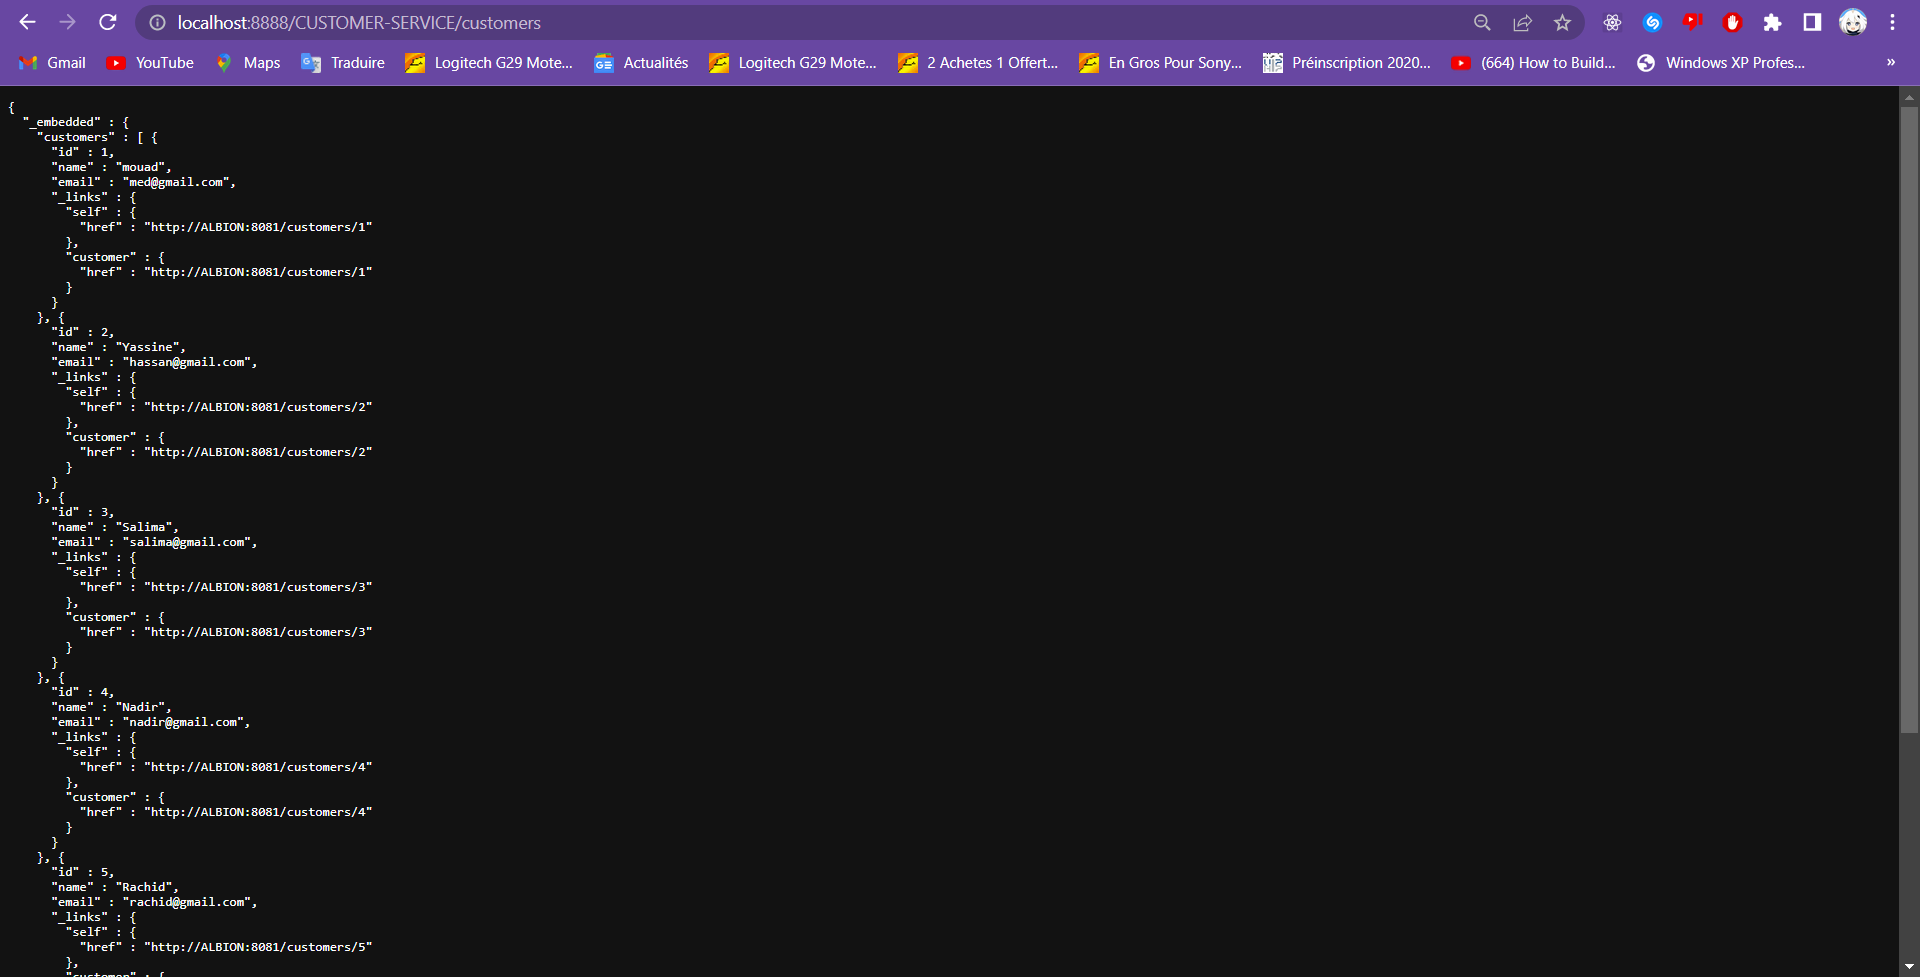 localhost:8888/CUSTOMER-SERVICE/customers
Gmail YouTube Maps Traduire Logitech G29 Mote... Actualités Logitech G29 Mote... 2 Achetes 1 Offert... En Gros Pour Sony... Préinscription 2020... (664) How to Build... Windows XP Profes... »
{
"_embedded" : {
"customers" : [ {
"id" : 1,
"name" : "mouad",
"email" : "med@gmail.com",
"_links" : {
"self" : {
"href" : "http://ALBION:8081/customers/1"
},
"customer" : {
"href" : "http://ALBION:8081/customers/1"
}
}
}, {
"id" : 2,
"name" : "Yassine",
"email" : "hassan@gmail.com",
"_links" : {
"self" : {
"href" : "http://ALBION:8081/customers/2"
},
"customer" : {
"href" : "http://ALBION:8081/customers/2"
}
}
}, {
"id" : 3,
"name" : "Salima",
"email" : "salima@gmail.com",
"_links" : {
"self" : {
"href" : "http://ALBION:8081/customers/3"
},
"customer" : {
"href" : "http://ALBION:8081/customers/3"
}
}
}, {
"id" : 4,
"name" : "Nadir",
"email" : "nadir@gmail.com",
"_links" : {
"self" : {
"href" : "http://ALBION:8081/customers/4"
},
"customer" : {
"href" : "http://ALBION:8081/customers/4"
}
}
}, {
"id" : 5,
"name" : "Rachid",
"email" : "rachid@gmail.com",
"_links" : {
"self" : {
"href" : "http://ALBION:8081/customers/5"
},
"customer" : {